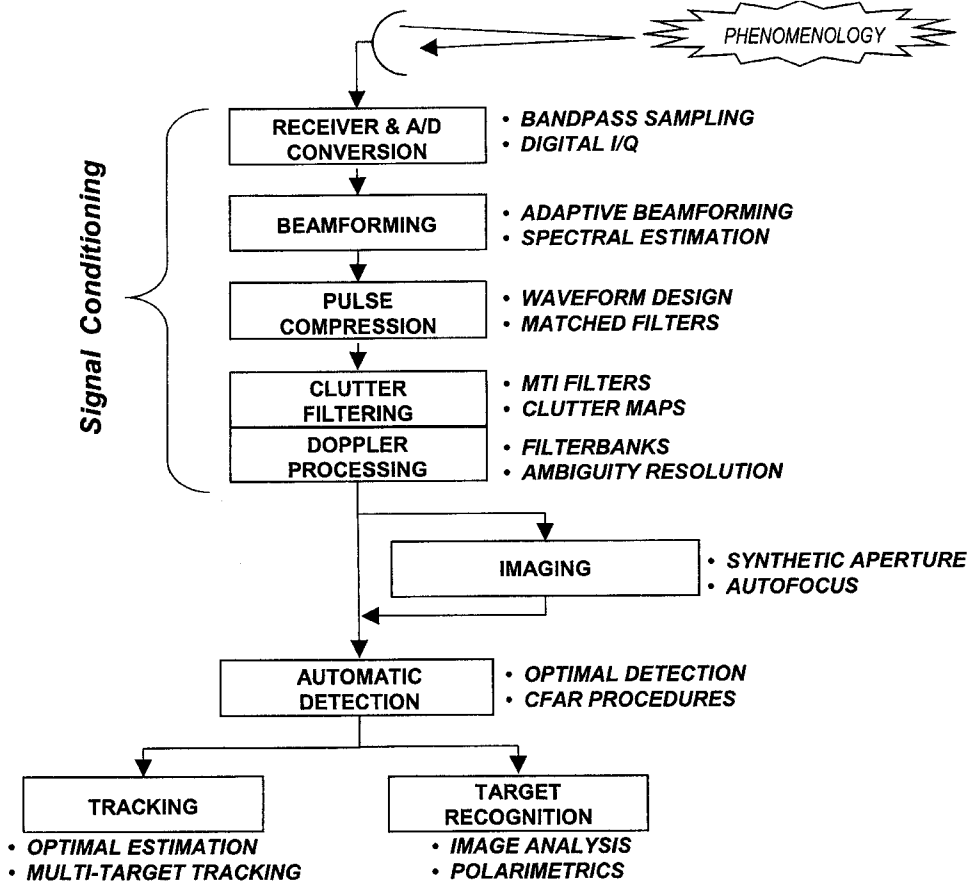 PHENOMENOLOGY
Signal Conditioning
RECEIVER & A/D
CONVERSION
• BANDPASS SAMPLING
• DIGITAL I/Q
BEAMFORMING
• ADAPTIVE BEAMFORMING
• SPECTRAL ESTIMATION
PULSE
COMPRESSION
• WAVEFORM DESIGN
• MATCHED FILTERS
CLUTTER
FILTERING
• MTI FILTERS
• CLUTTER MAPS
DOPPLER
PROCESSING
• FILTERBANKS
• AMBIGUITY RESOLUTION
IMAGING
• SYNTHETIC APERTURE
• AUTOFOCUS
AUTOMATIC
DETECTION
• OPTIMAL DETECTION
• CFAR PROCEDURES
TRACKING
• OPTIMAL ESTIMATION
• MULTI-TARGET TRACKING
TARGET
RECOGNITION
• IMAGE ANALYSIS
• POLARIMETRICS